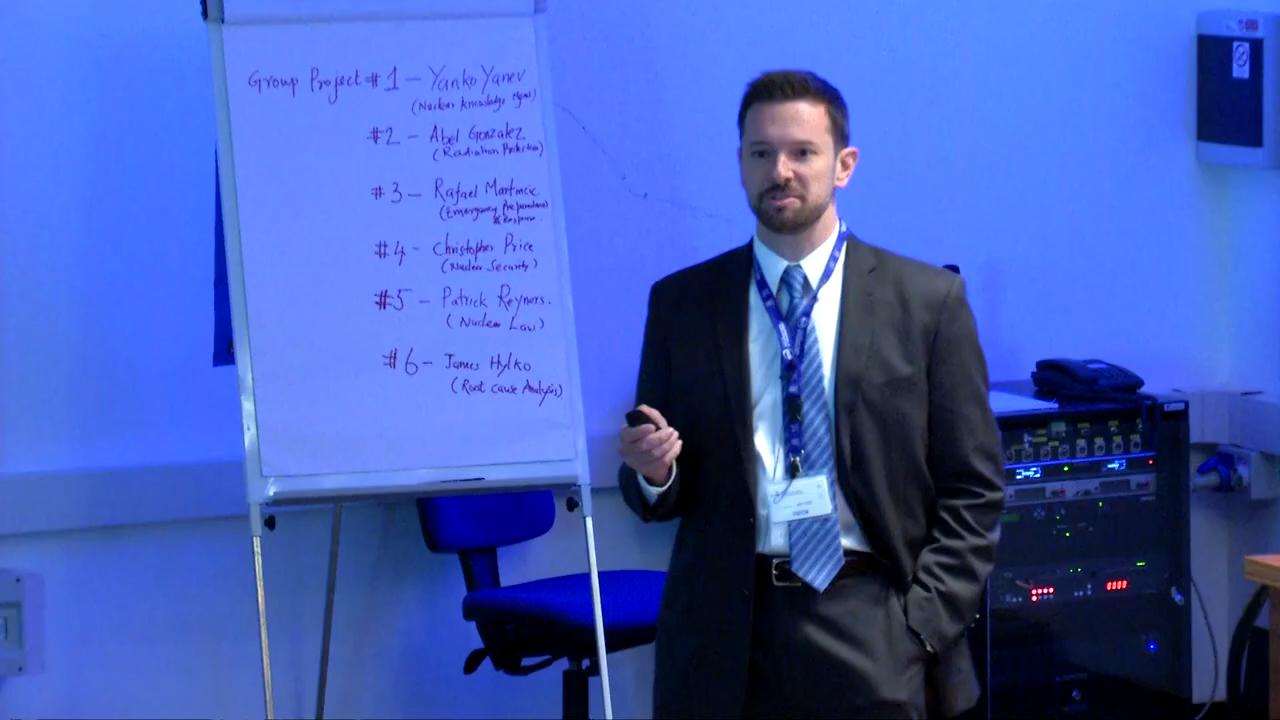 Group Project #1 - Yanko Yanev
(Nuclear Knowledge Mgmt)
#2 - Abel Gonzalez
(Radiation Protection)
#3 - Rafael
(Emergency Preparedness
& Response.
#4 - Christopher Price
(Nuclear Security)
#5 - Patrick Reyners.
(Nuclear Law)
#6 - James Hylko
(Root cause Analysis)